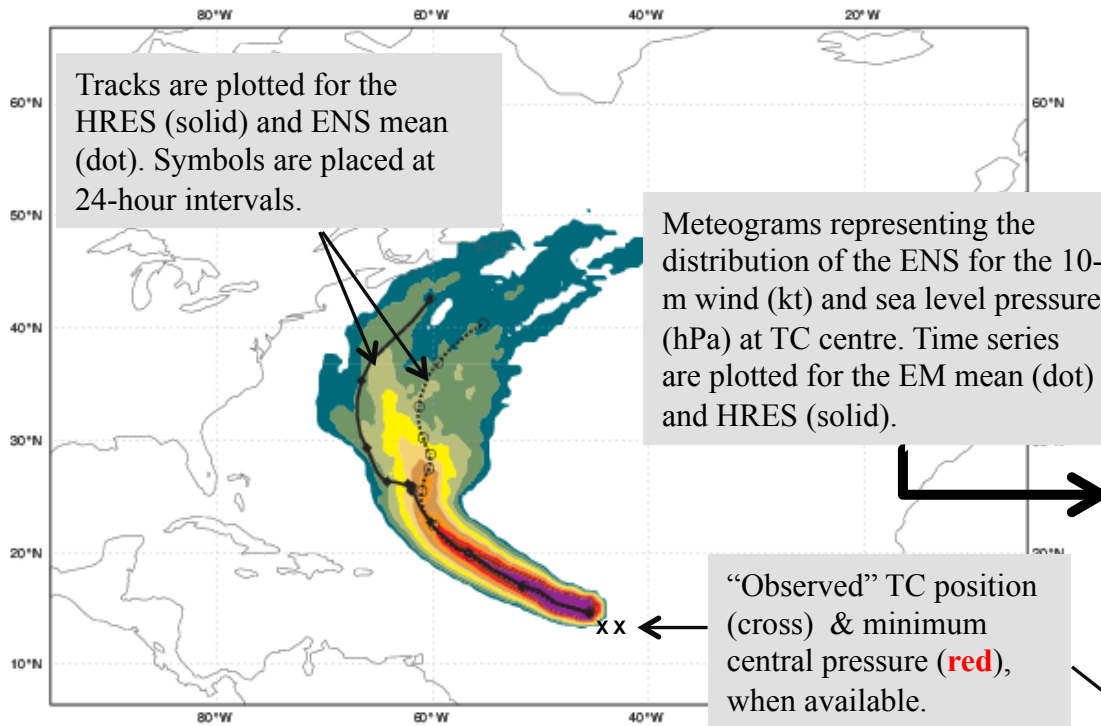 80°W 60°W 40°W 20°W
Tracks are plotted for the
HRES (solid) and ENS mean
(dot). Symbols are placed at
24-hour intervals.
60°N 60°N
50°N
Meteograms representing the
distribution of the ENS for the 10-
m wind (kt) and sea level pressure
(hPa) at TC centre. Time series
are plotted for the EM mean (dot)
and HRES (solid).
40°N
30°N
20°N
“Observed” TC position
(cross) & minimum
central pressure (red),
when available.
X X
10°N
80°W 60°W 40°W